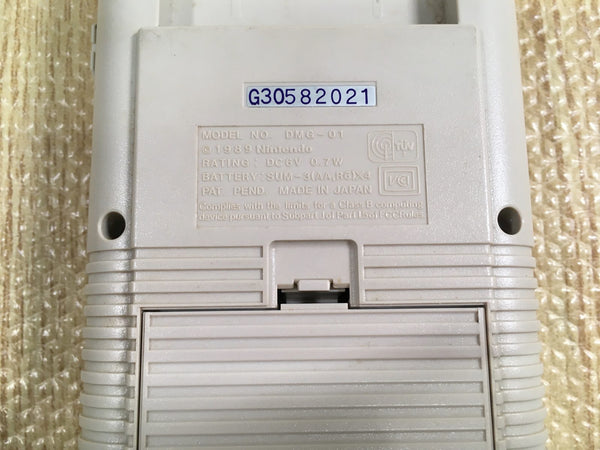 G30582021
MODEL NO. DMG-01
© 1989 Nintendo
RATING: DC6V 0.7W
BATTERY: SUM-3(AA,R6)X4
PAT. PEND. MADE IN JAPAN
Complies with the limits for a Class B computing
device pursuant to Subpart J of Part 15 of FCC Rules